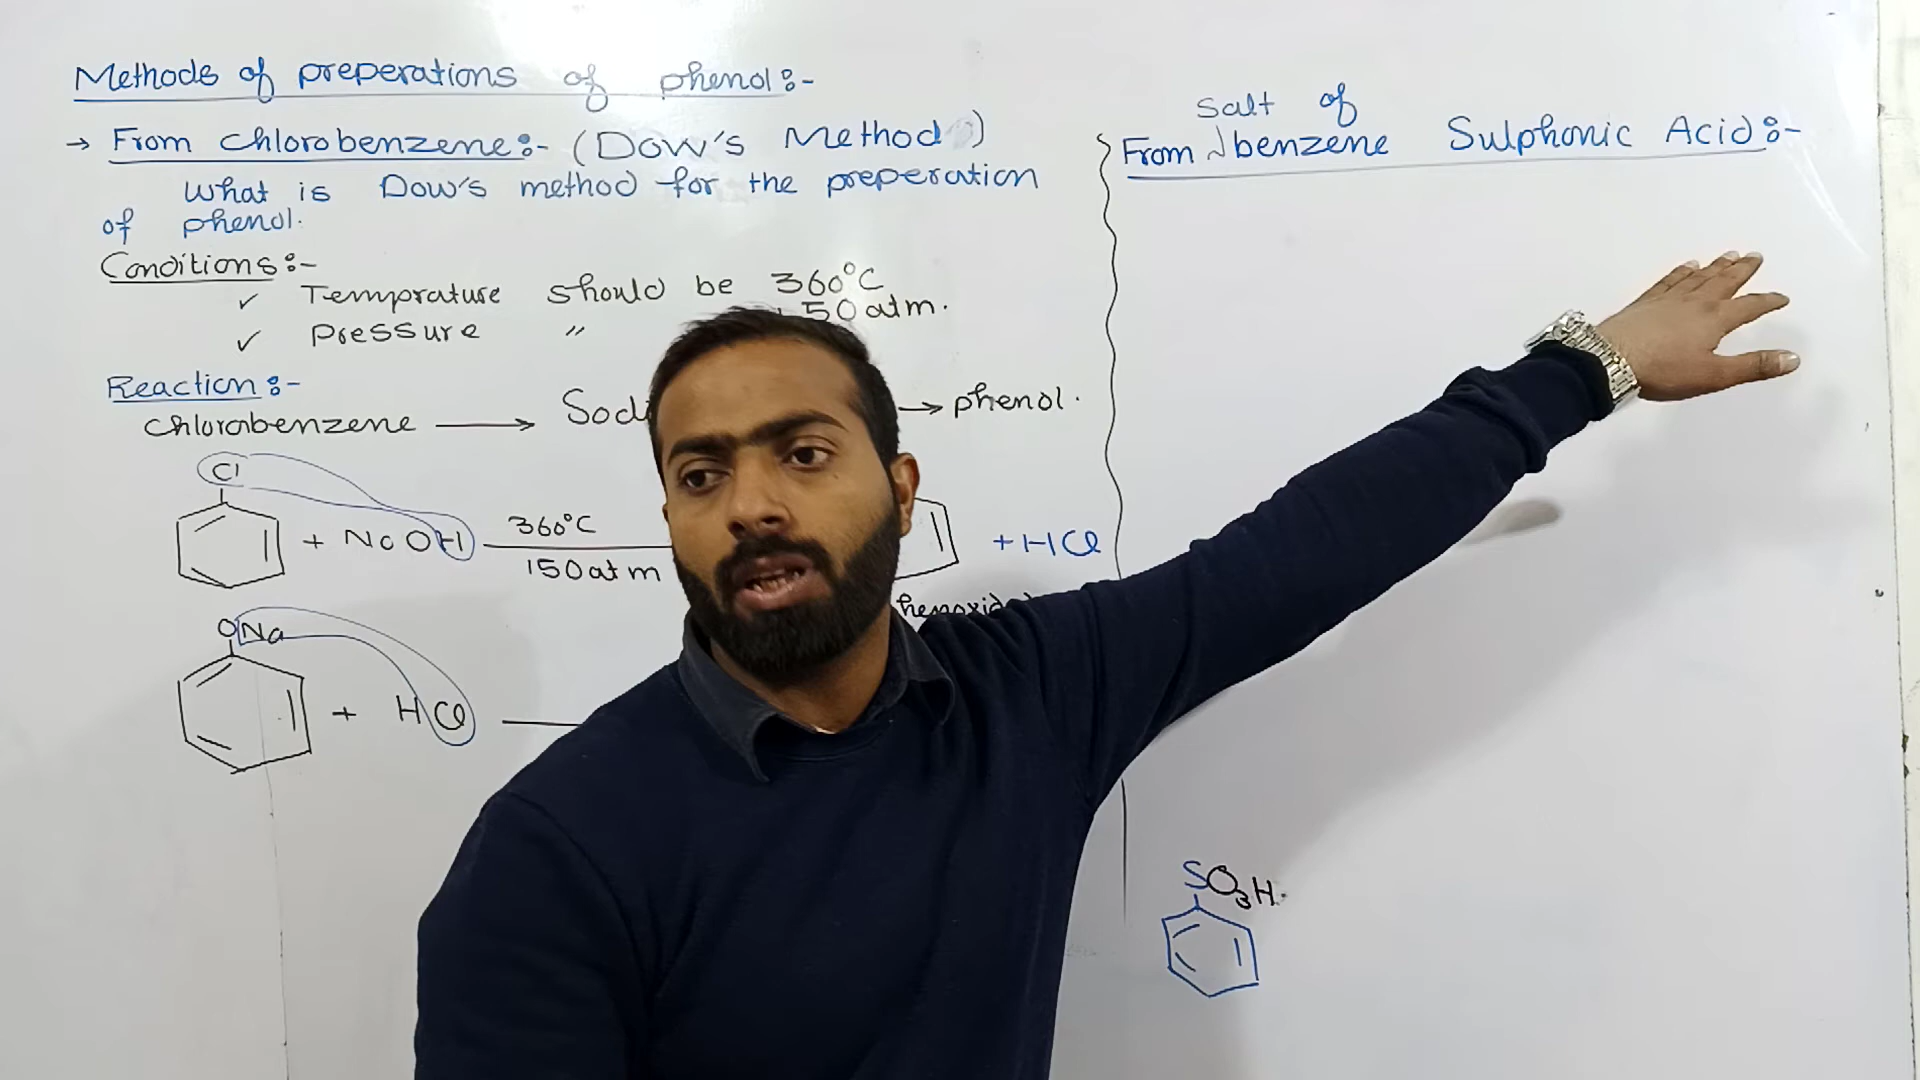 Methods of preperations of phenol:-
→ From chlorobenzene:- (Dow's Method)
What is Dow's method for the preperation
of phenol.
Conditions:-
✓ Temprature should be 360°C
✓ Pressure " 150 atm.
Reaction:-
chlorobenzene → → phenol.
Cl
+ NaOH 360°C
150 atm
+ HCl
ONa
+ HCl
Salt of
From benzene Sulphonic Acid:-
SO3H